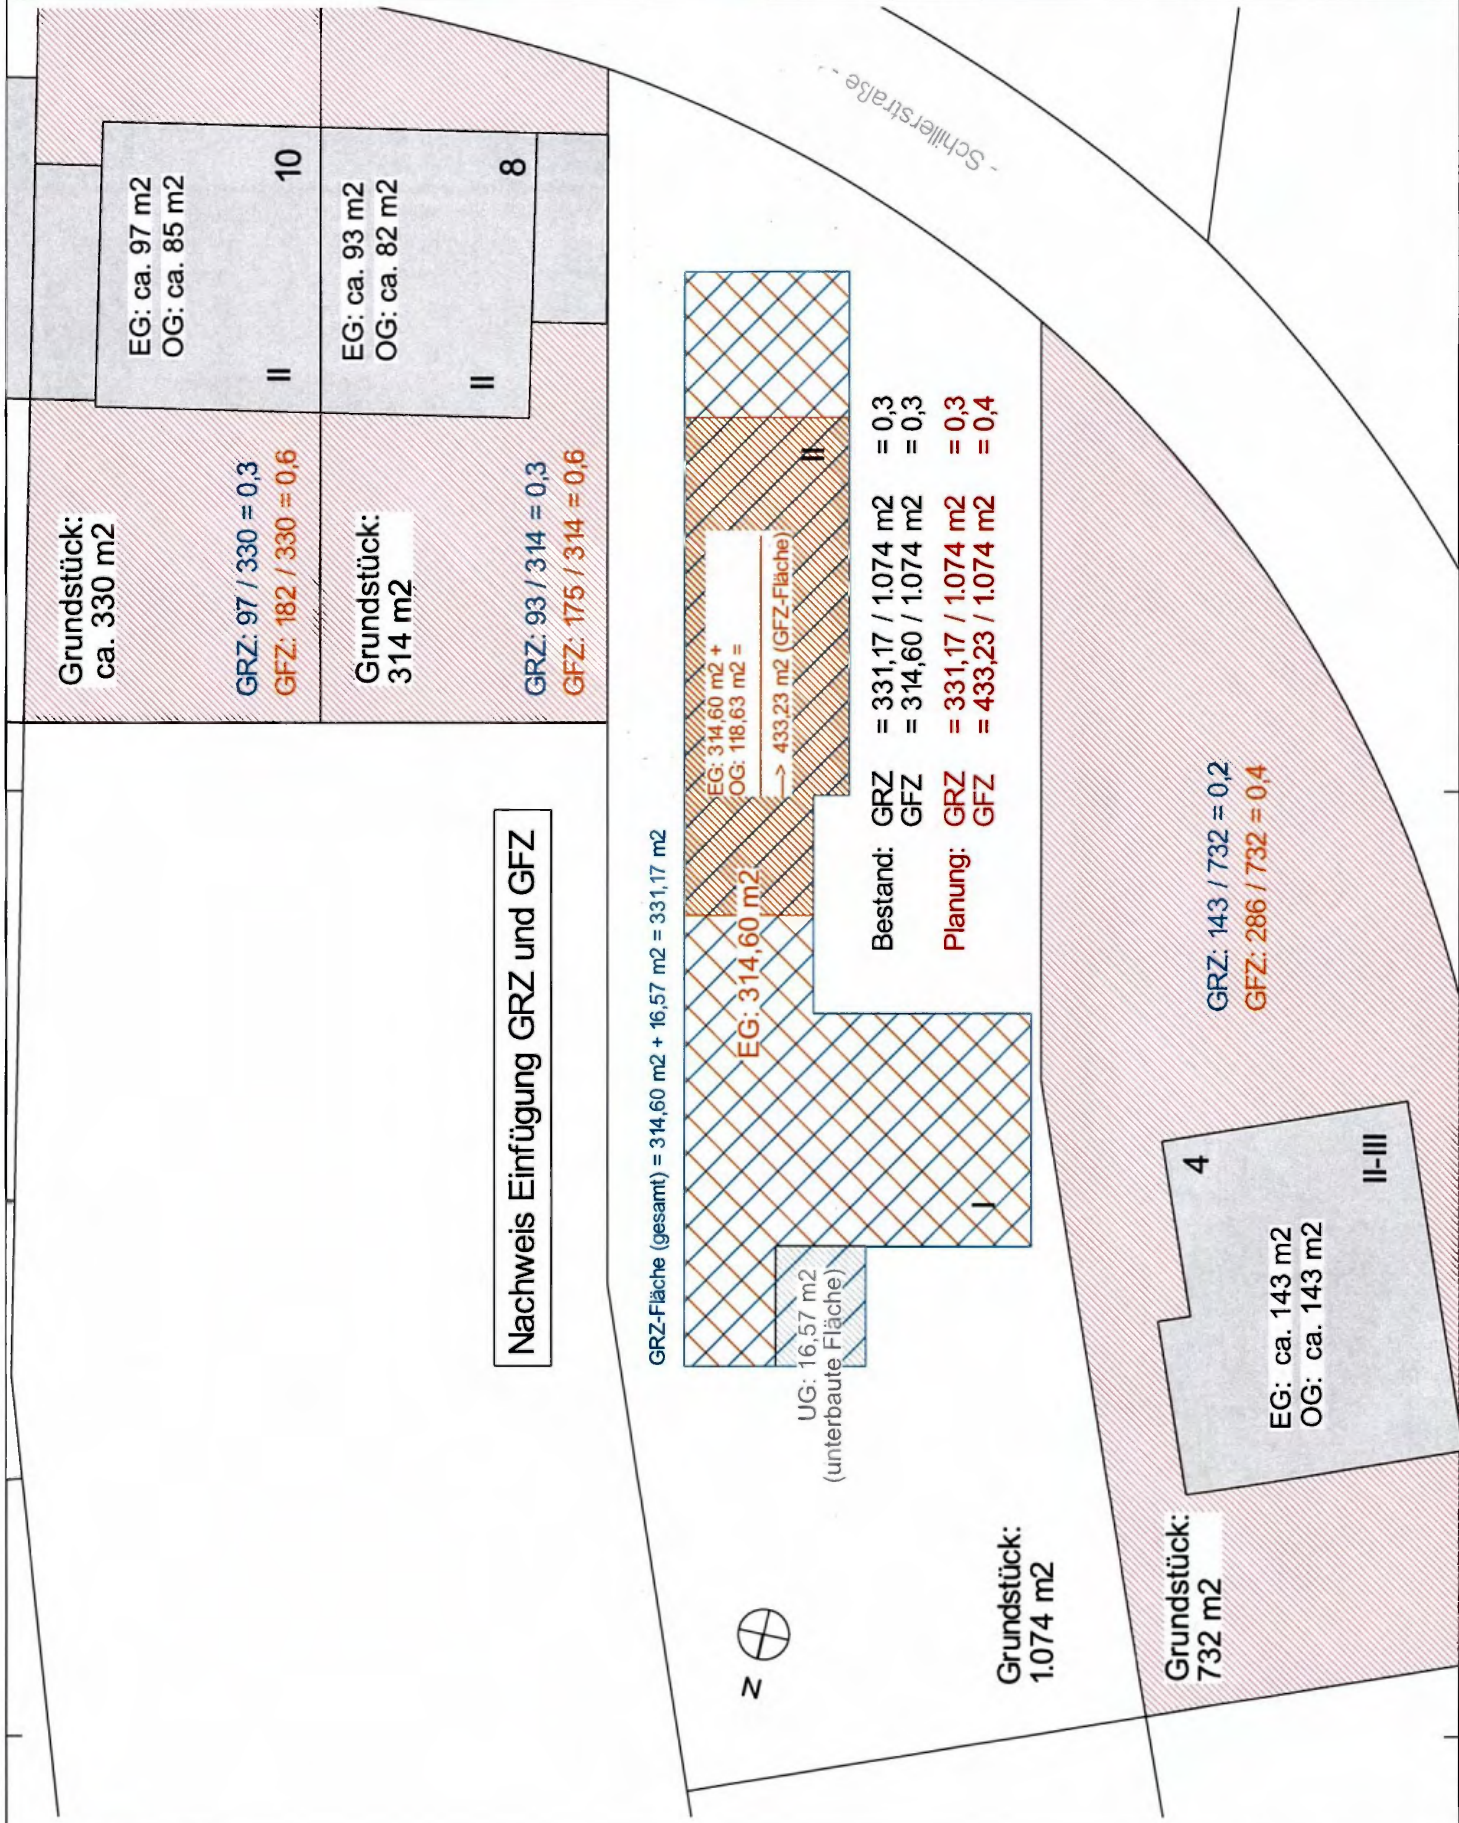 Nachweis Einfügung GRZ und GFZ
Grundstück:
ca. 330 m2
EG: ca. 97 m2
OG: ca. 85 m2
II
10
GRZ: 97 / 330 = 0,3
GFZ: 182 / 330 = 0,6
Grundstück:
314 m2
EG: ca. 93 m2
OG: ca. 82 m2
II
8
GRZ: 93 / 314 = 0,3
GFZ: 175 / 314 = 0,6
GRZ-Fläche (gesamt) = 314,60 m2 + 16,57 m2 = 331,17 m2
EG: 314,60 m2 +
OG: 118,63 m2 =
---> 433,23 m2 (GFZ-Fläche)
II
EG: 314,60 m2
UG: 16,57 m2
(unterbaute Fläche)
I
Bestand: GRZ = 331,17 / 1.074 m2 = 0,3
GFZ = 314,60 / 1.074 m2 = 0,3
Planung: GRZ = 331,17 / 1.074 m2 = 0,3
GFZ = 433,23 / 1.074 m2 = 0,4
- Schillerstraße -
N
Grundstück:
1.074 m2
Grundstück:
732 m2
4
EG: ca. 143 m2
OG: ca. 143 m2
II-III
GRZ: 143 / 732 = 0,2
GFZ: 286 / 732 = 0,4